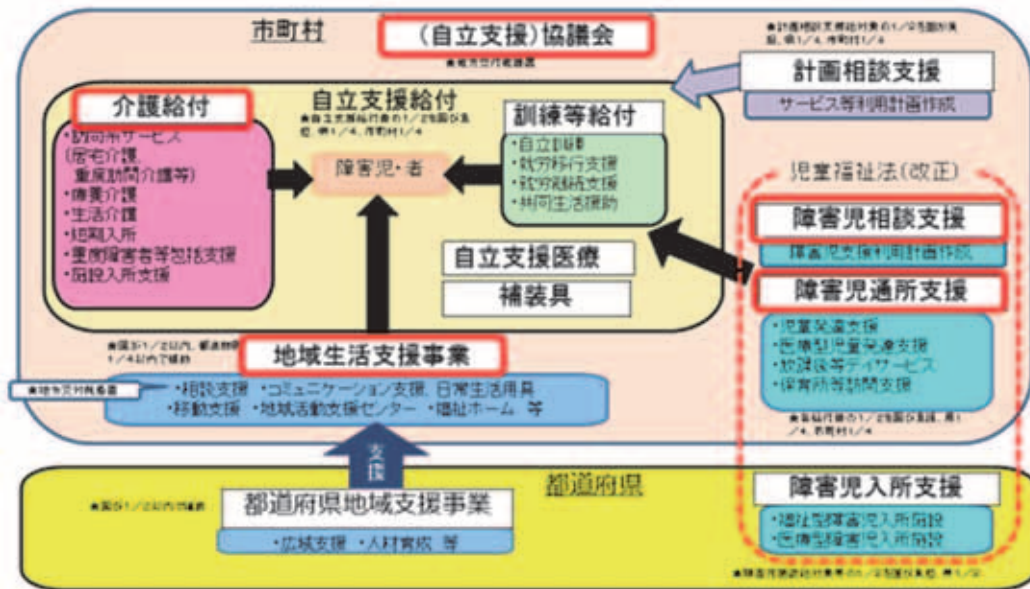 市町村
(自立支援)協議会
計画相談支援
サービス等利用計画作成
介護給付
・訪問系サービス
(居宅介護、
重度訪問介護等)
・療養介護
・生活介護
・短期入所
・重度障害者等包括支援
・施設入所支援
自立支援給付
障害児・者
訓練等給付
・自立訓練
・就労移行支援
・就労継続支援
・共同生活援助
自立支援医療
補装具
児童福祉法(改正)
障害児相談支援
障害児支援利用計画作成
障害児通所支援
・児童発達支援
・医療型児童発達支援
・放課後等デイサービス
・保育所等訪問支援
地域生活支援事業
・相談支援 ・コミュニケーション支援、日常生活用具
・移動支援 ・地域活動支援センター ・福祉ホーム 等
支援
都道府県
都道府県地域支援事業
・広域支援 ・人材育成 等
障害児入所支援
・福祉型障害児入所施設
・医療型障害児入所施設